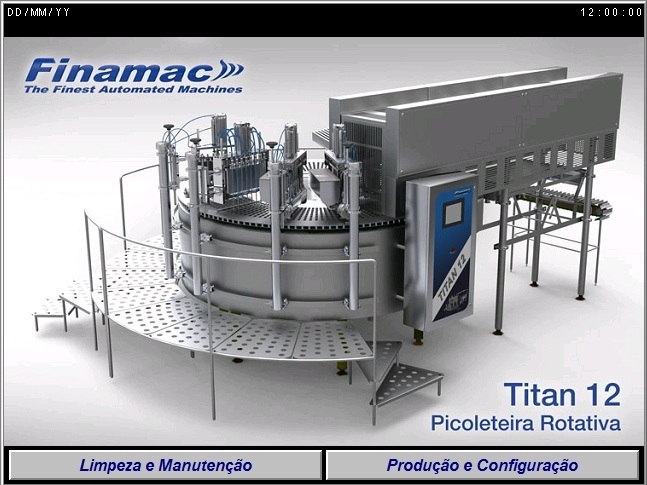 DD/MM/YY 12:00:00
Finamac
The Finest Automated Machines
Finamac
TITAN 12
Titan 12
Picoleteira Rotativa
Limpeza e Manutenção Produção e Configuração